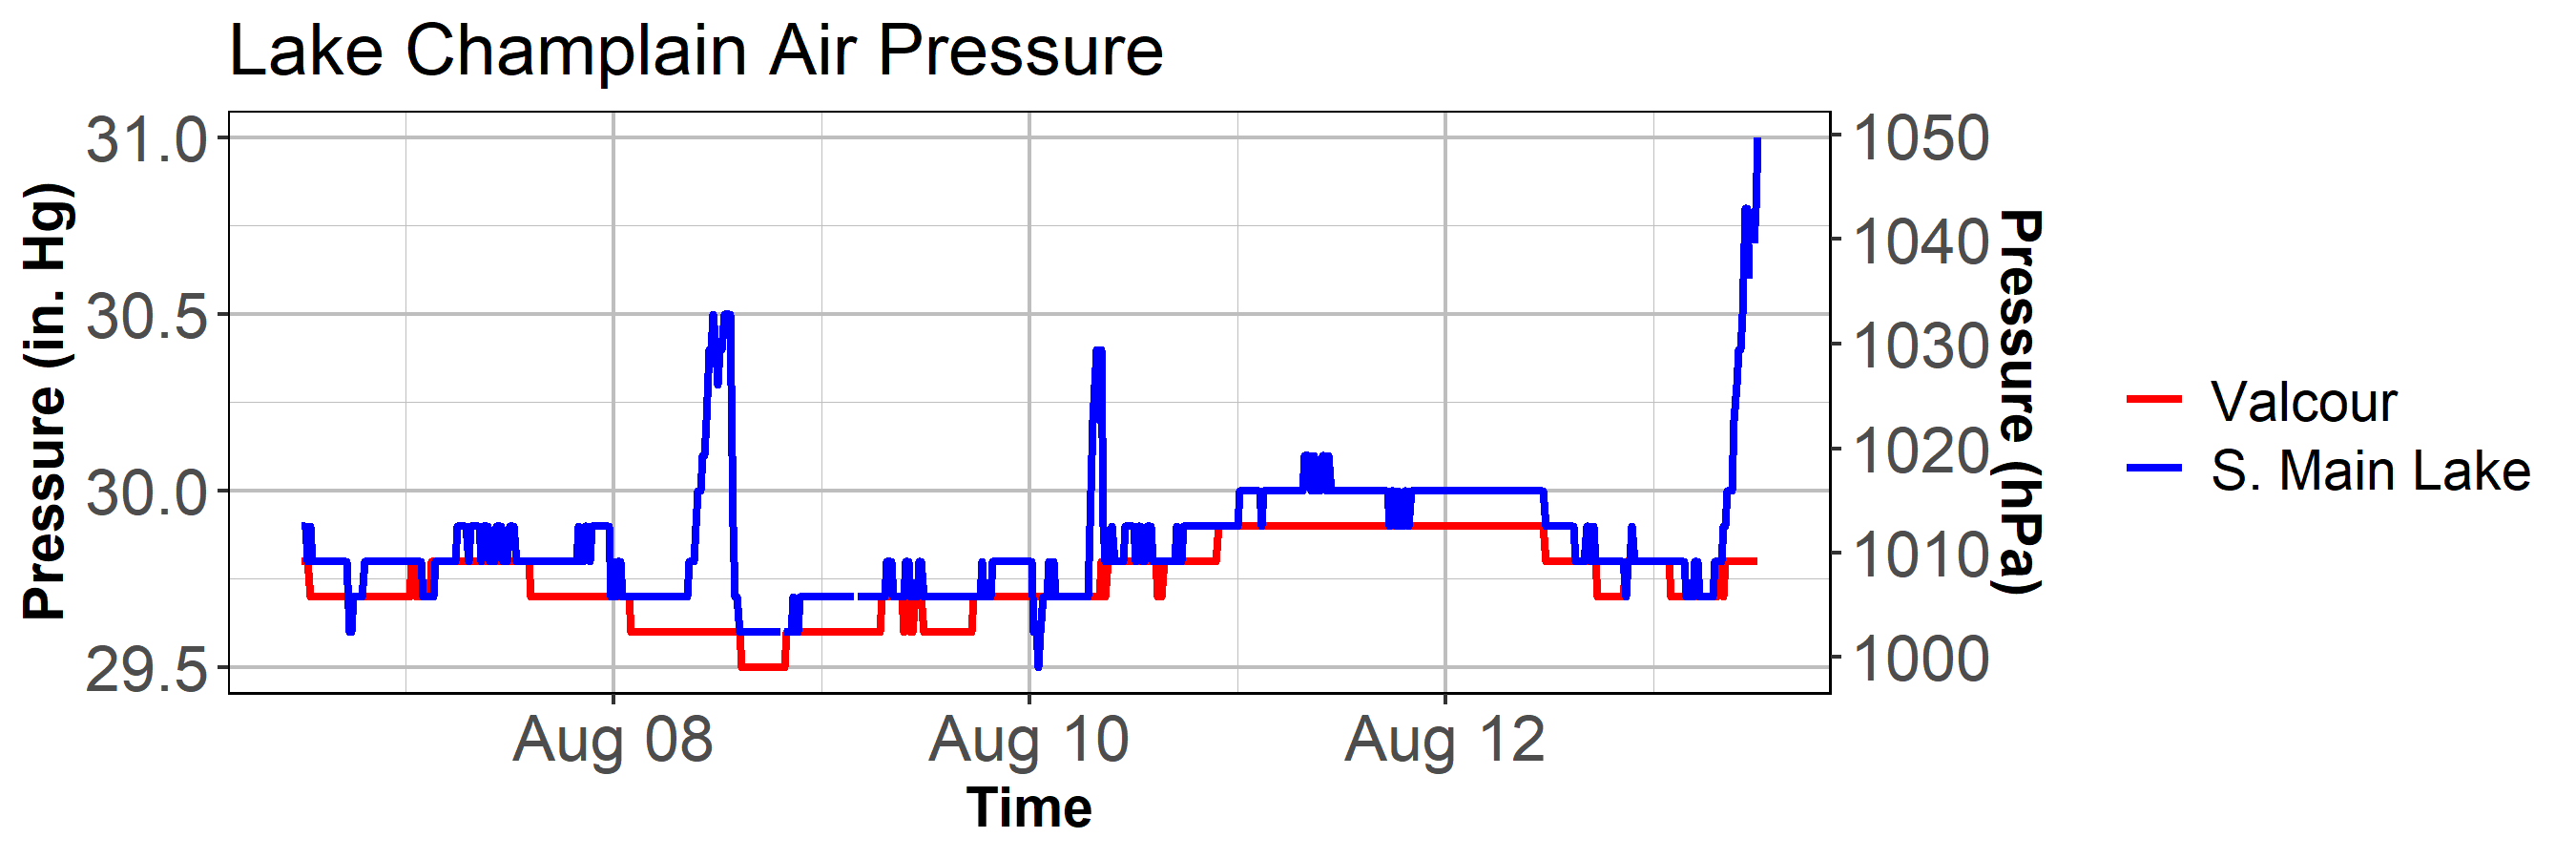 Lake Champlain Air Pressure
31.0
30.5
30.0
29.5
Pressure (in. Hg)
1050
1040
1030
1020
1010
1000
Pressure (hPa)
Aug 08
Aug 10
Aug 12
Time
Valcour
S. Main Lake